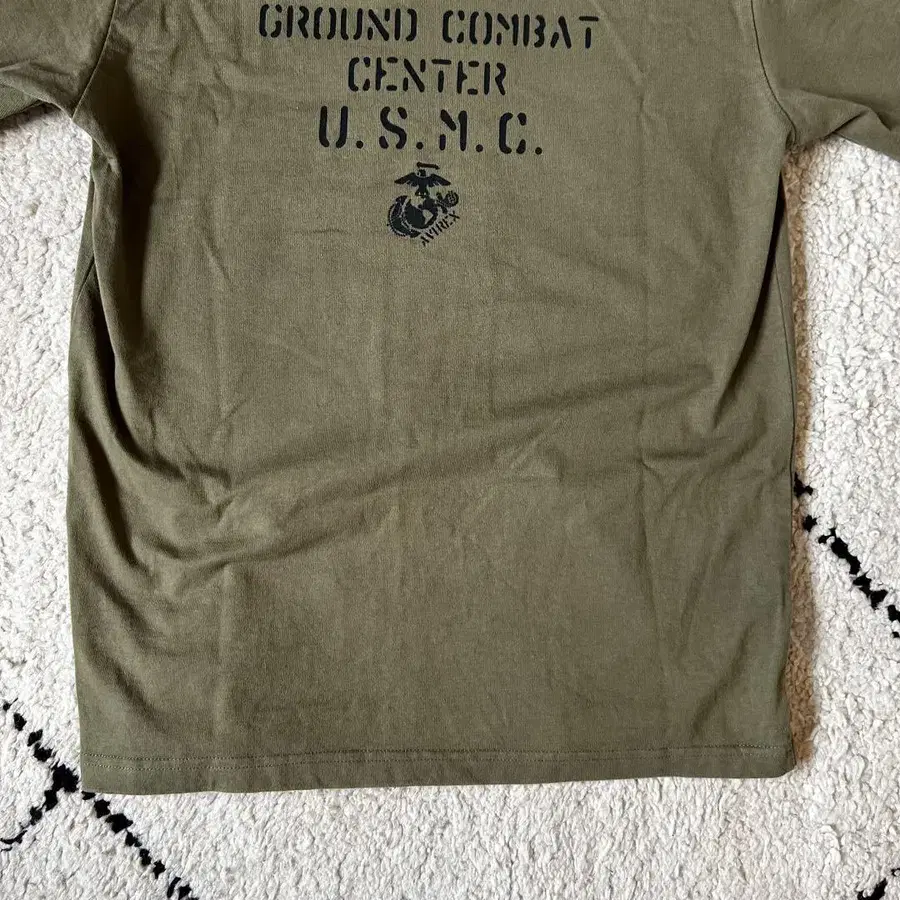 GROUND COMBAT
CENTER
U.S.M.C.
AVIREX